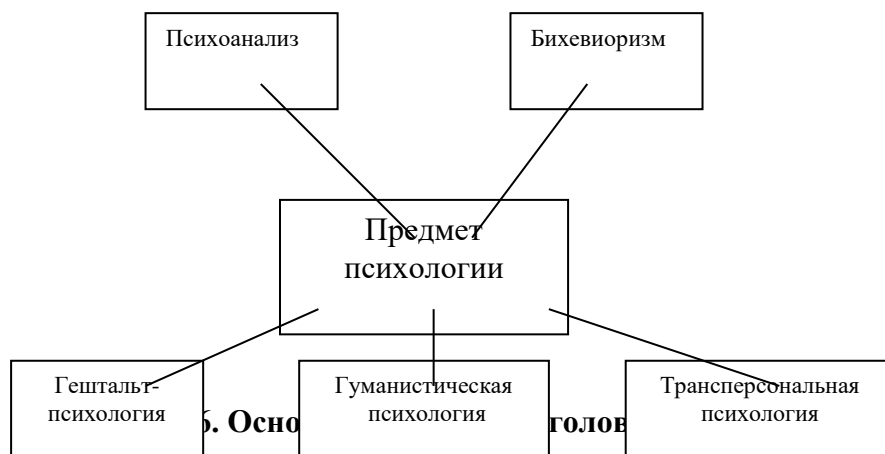 Психоанализ
Бихевиоризм
Предмет
психологии
Гештальт-
психология
Гуманистическая
психология
Трансперсональная
психология